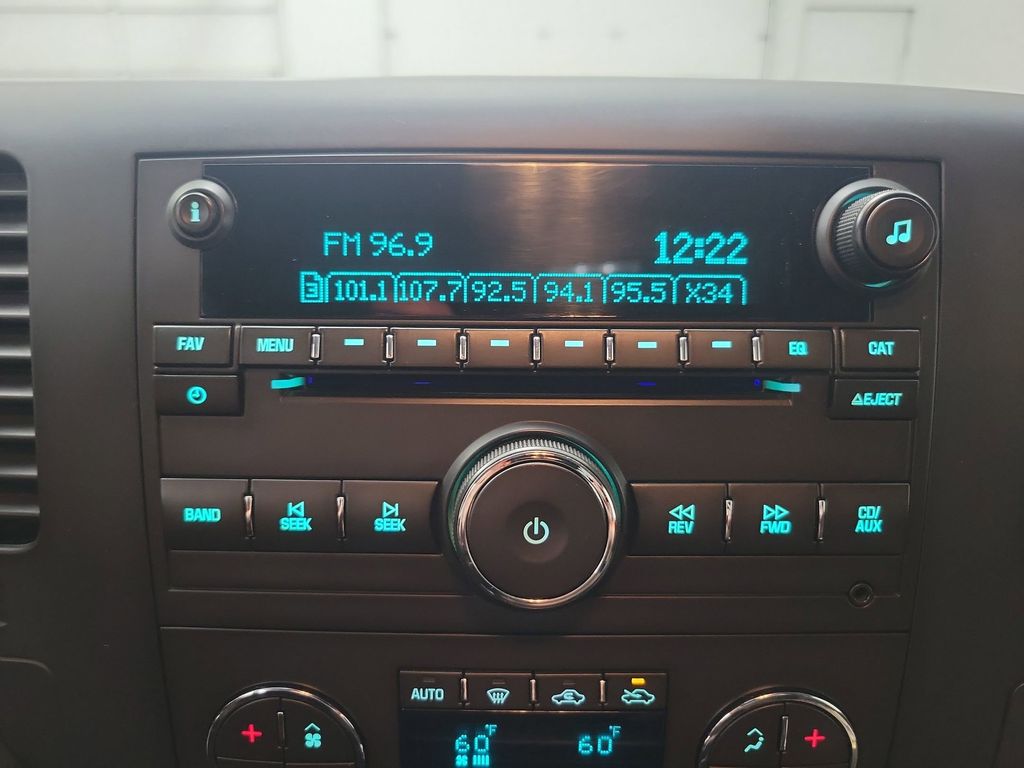 i
FM 96.9 12:22
3 101.1 107.7 92.5 94.1 95.5 X34
FAV MENU EQ CAT
EJECT
BAND SEEK SEEK REV FWD CD/
AUX
AUTO
60°F 60°F